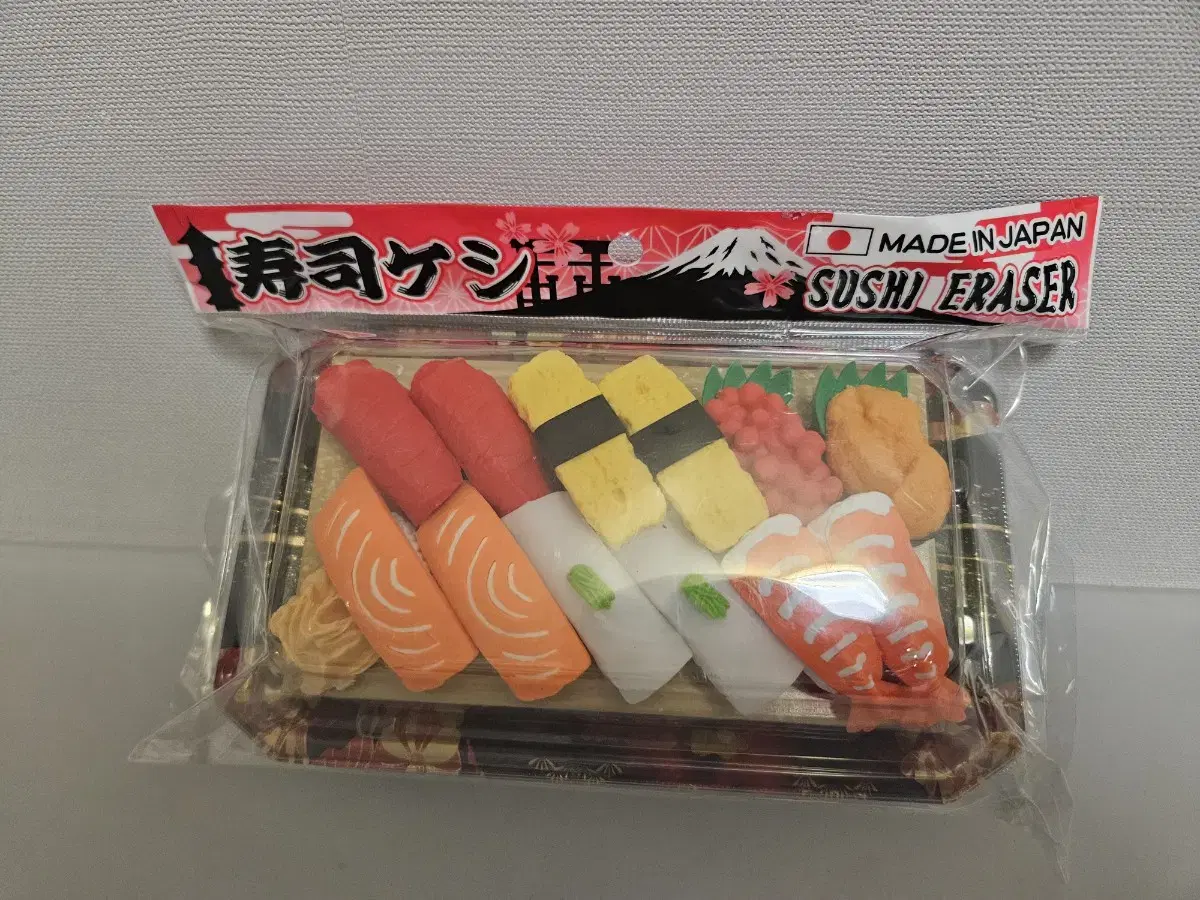 寿司ケシ
MADE IN JAPAN
SUSHI ERASER